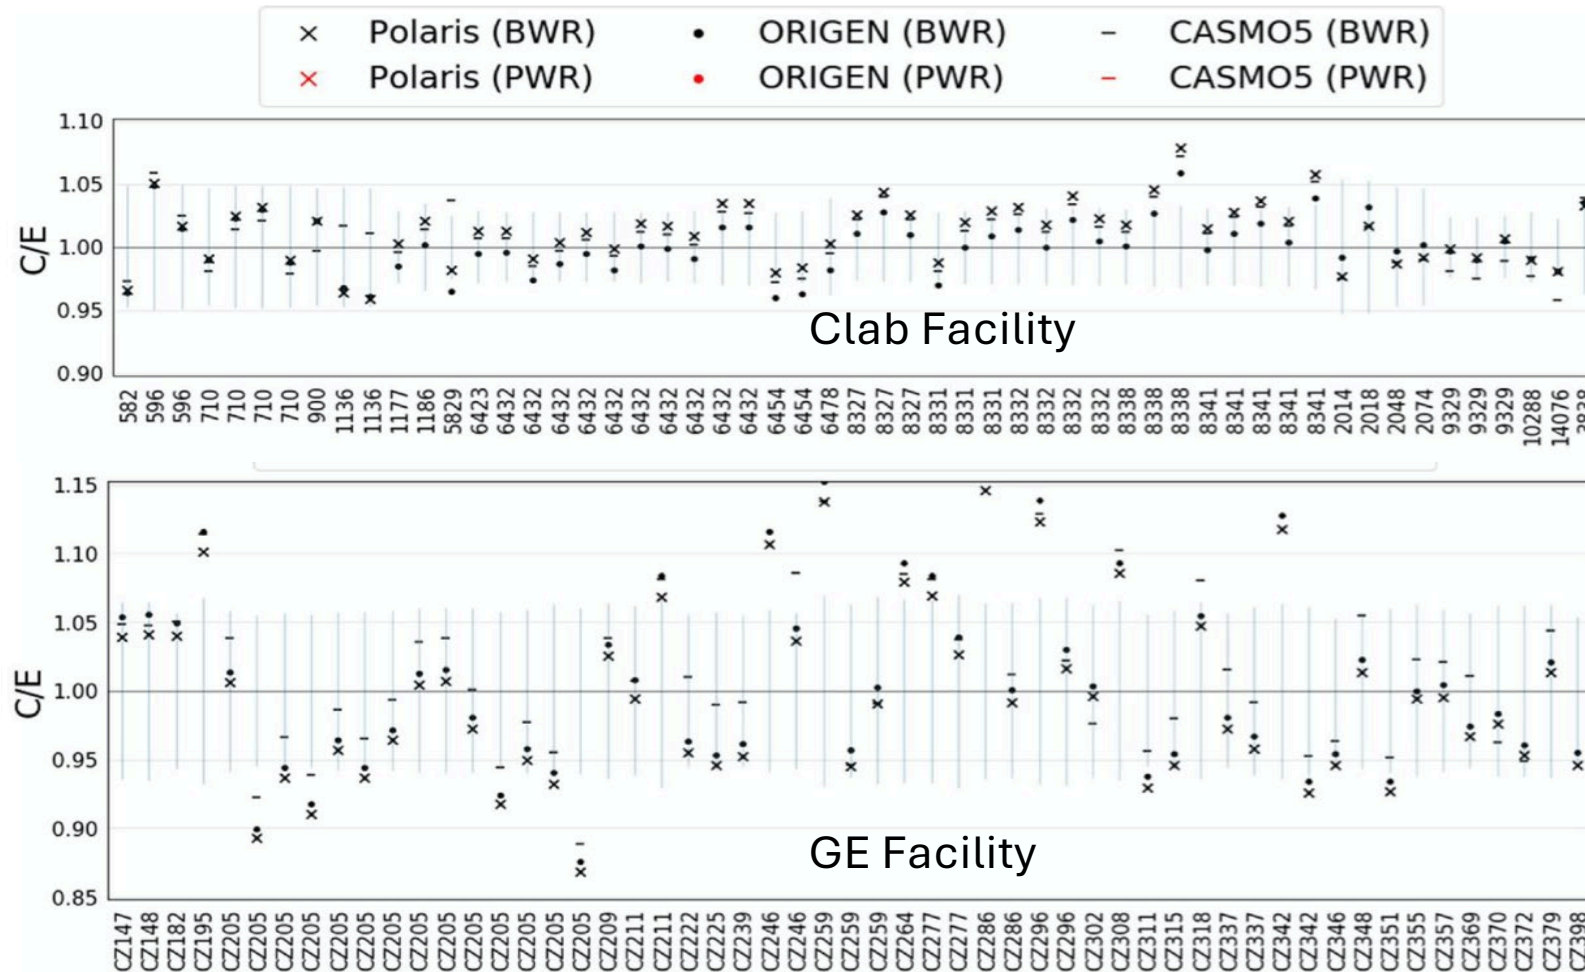 Polaris (BWR) ORIGEN (BWR) CASMO5 (BWR)
Polaris (PWR) ORIGEN (PWR) CASMO5 (PWR)
1.10
1.05
1.00
0.95
0.90
C/E
Clab Facility
582 596 596 710 710 710 710 900 1136 1136 1177 1186 5829 6423 6432 6432 6432 6432 6432 6432 6432 6432 6432 6432 6454 6454 6478 8327 8327 8327 8331 8331 8331 8332 8332 8332 8332 8338 8338 8338 8341 8341 8341 8341 8341 2014 2018 2048 2074 9329 9329 9329 10288 14076
1.15
1.10
1.05
1.00
0.95
0.90
0.85
C/E
GE Facility
CZ147 CZ148 CZ182 CZ195 CZ205 CZ205 CZ205 CZ205 CZ205 CZ205 CZ205 CZ205 CZ205 CZ205 CZ205 CZ205 CZ205 CZ205 CZ209 CZ211 CZ211 CZ222 CZ225 CZ239 CZ246 CZ246 CZ259 CZ259 CZ259 CZ264 CZ277 CZ277 CZ286 CZ286 CZ296 CZ296 CZ302 CZ308 CZ311 CZ315 CZ318 CZ337 CZ337 CZ342 CZ342 CZ346 CZ348 CZ351 CZ355 CZ357 CZ369 CZ370 CZ372 CZ379 CZ398